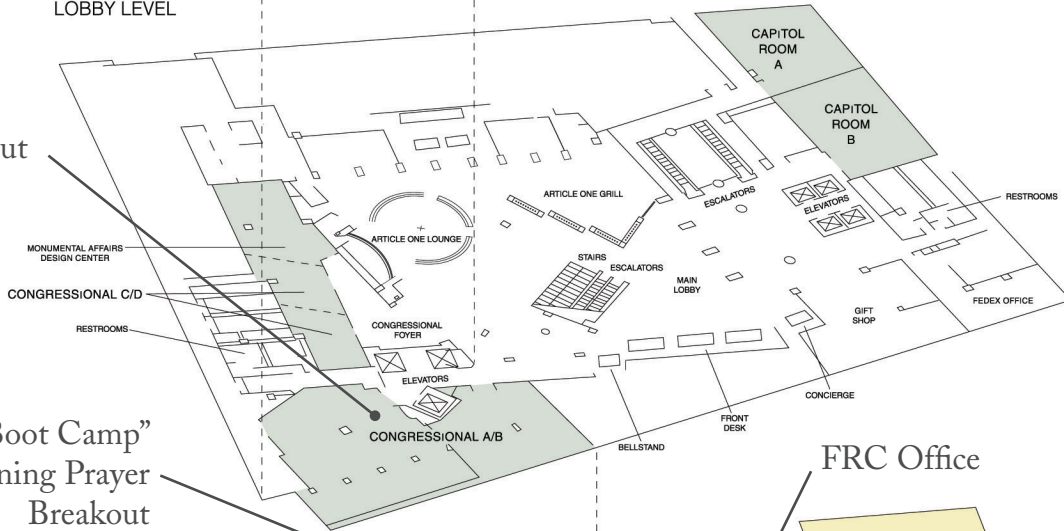 LOBBY LEVEL
CAPITOL
ROOM
A
CAPITOL
ROOM
B
ut
ARTICLE ONE GRILL
ESCALATORS
ELEVATORS
RESTROOMS
MONUMENTAL AFFAIRS
DESIGN CENTER
ARTICLE ONE LOUNGE
STAIRS
ESCALATORS
MAIN
LOBBY
CONGRESSIONAL C/D
RESTROOMS
CONGRESSIONAL
FOYER
GIFT
SHOP
FEDEX OFFICE
ELEVATORS
CONCIERGE
FRONT
DESK
BELLSTAND
CONGRESSIONAL A/B
Boot Camp”
ning Prayer
Breakout
FRC Office